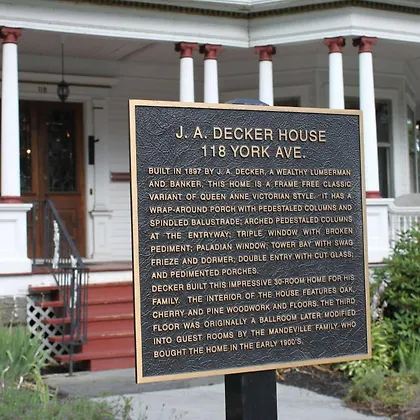 J. A. DECKER HOUSE
118 YORK AVE.
BUILT IN 1897 BY J. A. DECKER, A WEALTHY LUMBERMAN
AND BANKER, THIS HOME IS A FRAME FREE CLASSIC
VARIANT OF QUEEN ANNE VICTORIAN STYLE. IT HAS A
WRAP-AROUND PORCH WITH PEDESTALED COLUMNS AND
SPINDLED BALUSTRADE; ARCHED PEDESTALED COLUMNS
AT THE ENTRYWAY; TRIPLE WINDOW, WITH BROKEN
PEDIMENT; PALADIAN WINDOW; TOWER BAY WITH SWAG
FRIEZE AND DORMER; DOUBLE ENTRY WITH CUT GLASS;
AND PEDIMENTED PORCHES.
DECKER BUILT THIS IMPRESSIVE 30-ROOM HOME FOR HIS
FAMILY. THE INTERIOR OF THE HOUSE FEATURES OAK,
CHERRY AND PINE WOODWORK AND FLOORS. THE THIRD
FLOOR WAS ORIGINALLY A BALLROOM LATER MODIFIED
INTO GUEST ROOMS BY THE MANDEVILLE FAMILY WHO
BOUGHT THE HOME IN THE EARLY 1900'S.